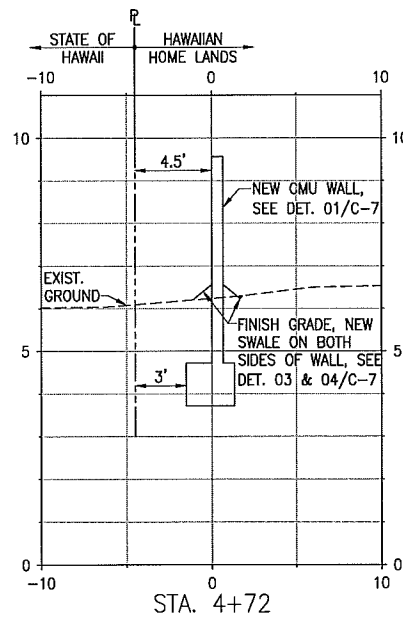 PL
STATE OF HAWAII
HAWAIIAN HOME LANDS
-10
0
10
10
10
4.5'
NEW CMU WALL,
SEE DET. 01/C-7
EXIST.
GROUND
FINISH GRADE, NEW
SWALE ON BOTH
SIDES OF WALL, SEE
DET. 03 & 04/C-7
5
3'
0
0
-10
0
10
STA. 4+72